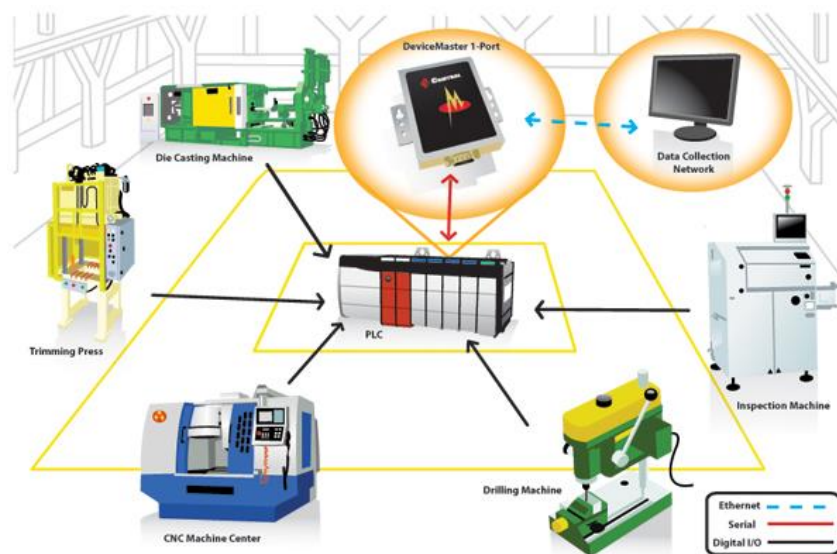 DeviceMaster 1-Port
COMTROL
Die Casting Machine
Data Collection
Network
Trimming Press
PLC
Inspection Machine
Drilling Machine
CNC Machine Center
Ethernet
Serial
Digital I/O